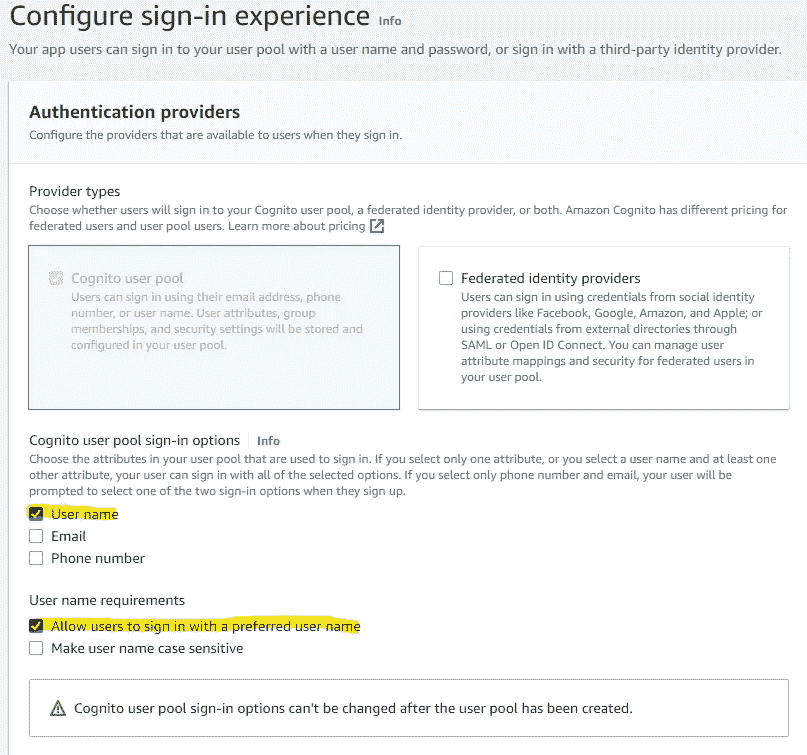 Configure sign-in experience Info
Your app users can sign in to your user pool with a user name and password, or sign in with a third-party identity provider.
Authentication providers
Configure the providers that are available to users when they sign in.
Provider types
Choose whether users will sign in to your Cognito user pool, a federated identity provider, or both. Amazon Cognito has different pricing for
federated users and user pool users. Learn more about pricing
Cognito user pool
Users can sign in using their email address, phone
number, or user name. User attributes, group
memberships, and security settings will be stored and
configured in your user pool.
Federated identity providers
Users can sign in using credentials from social identity
providers like Facebook, Google, Amazon, and Apple; or
using credentials from external directories through
SAML or Open ID Connect. You can manage user
attribute mappings and security for federated users in
your user pool.
Cognito user pool sign-in options Info
Choose the attributes in your user pool that are used to sign in. If you select only one attribute, or you select a user name and at least one
other attribute, your user can sign in with all of the selected options. If you select only phone number and email, your user will be
prompted to select one of the two sign-in options when they sign up.
User name
Email
Phone number
User name requirements
Allow users to sign in with a preferred user name
Make user name case sensitive
Cognito user pool sign-in options can't be changed after the user pool has been created.